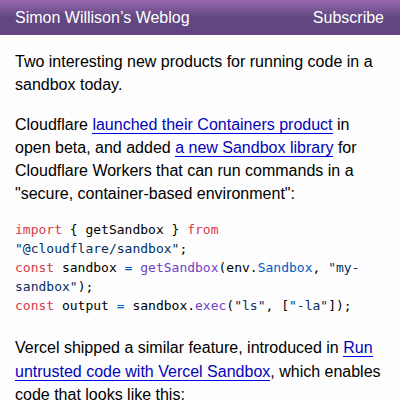 Simon Willison’s Weblog Subscribe
Two interesting new products for running code in a
sandbox today.
Cloudflare launched their Containers product in
open beta, and added a new Sandbox library for
Cloudflare Workers that can run commands in a
"secure, container-based environment":
import { getSandbox } from
"@cloudflare/sandbox";
const sandbox = getSandbox(env.Sandbox, "my-
sandbox");
const output = sandbox.exec("ls", ["-la"]);
Vercel shipped a similar feature, introduced in Run
untrusted code with Vercel Sandbox, which enables
code that looks like this: